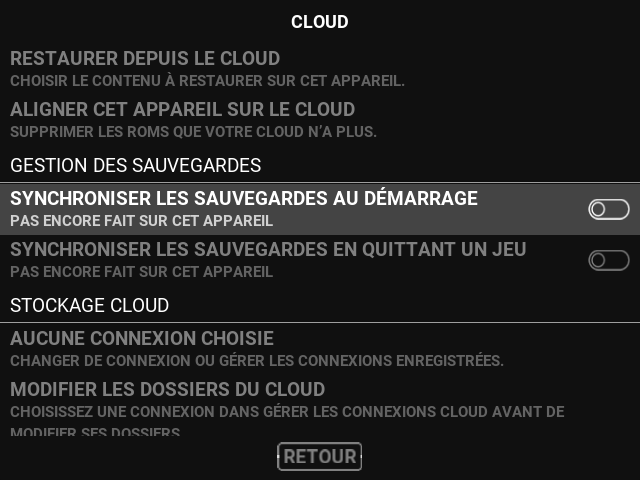 CLOUD
RESTAURER DEPUIS LE CLOUD
CHOISIR LE CONTENU À RESTAURER SUR CET APPAREIL.
ALIGNER CET APPAREIL SUR LE CLOUD
SUPPRIMER LES ROMS QUE VOTRE CLOUD N’A PLUS.
GESTION DES SAUVEGARDES
SYNCHRONISER LES SAUVEGARDES AU DÉMARRAGE
PAS ENCORE FAIT SUR CET APPAREIL
SYNCHRONISER LES SAUVEGARDES EN QUITTANT UN JEU
PAS ENCORE FAIT SUR CET APPAREIL
STOCKAGE CLOUD
AUCUNE CONNEXION CHOISIE
CHANGER DE CONNEXION OU GÉRER LES CONNEXIONS ENREGISTRÉES.
MODIFIER LES DOSSIERS DU CLOUD
CHOISISSEZ UNE CONNEXION DANS GÉRER LES CONNEXIONS CLOUD AVANT DE
MODIFIER SES DOSSIERS
RETOUR